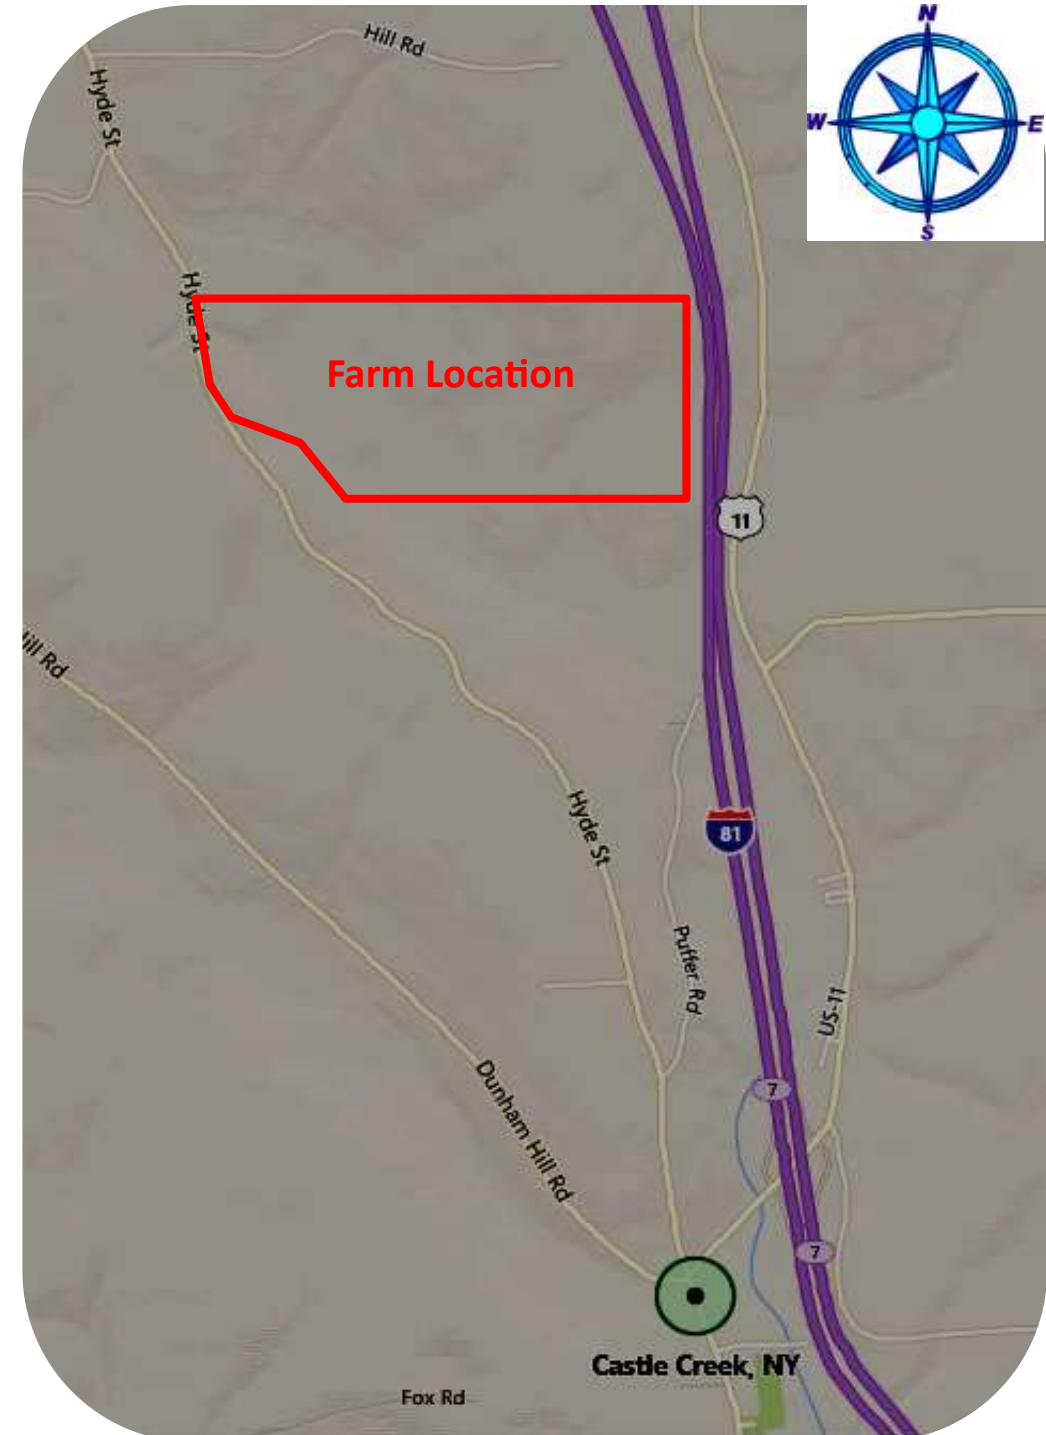 N
Hill Rd
Hyde St
W
E
S
Hyde St
Farm Location
11
Hill Rd
Hyde St
81
Puffer Rd
US-11
Dunham Hill Rd
7
7
Castle Creek, NY
Fox Rd